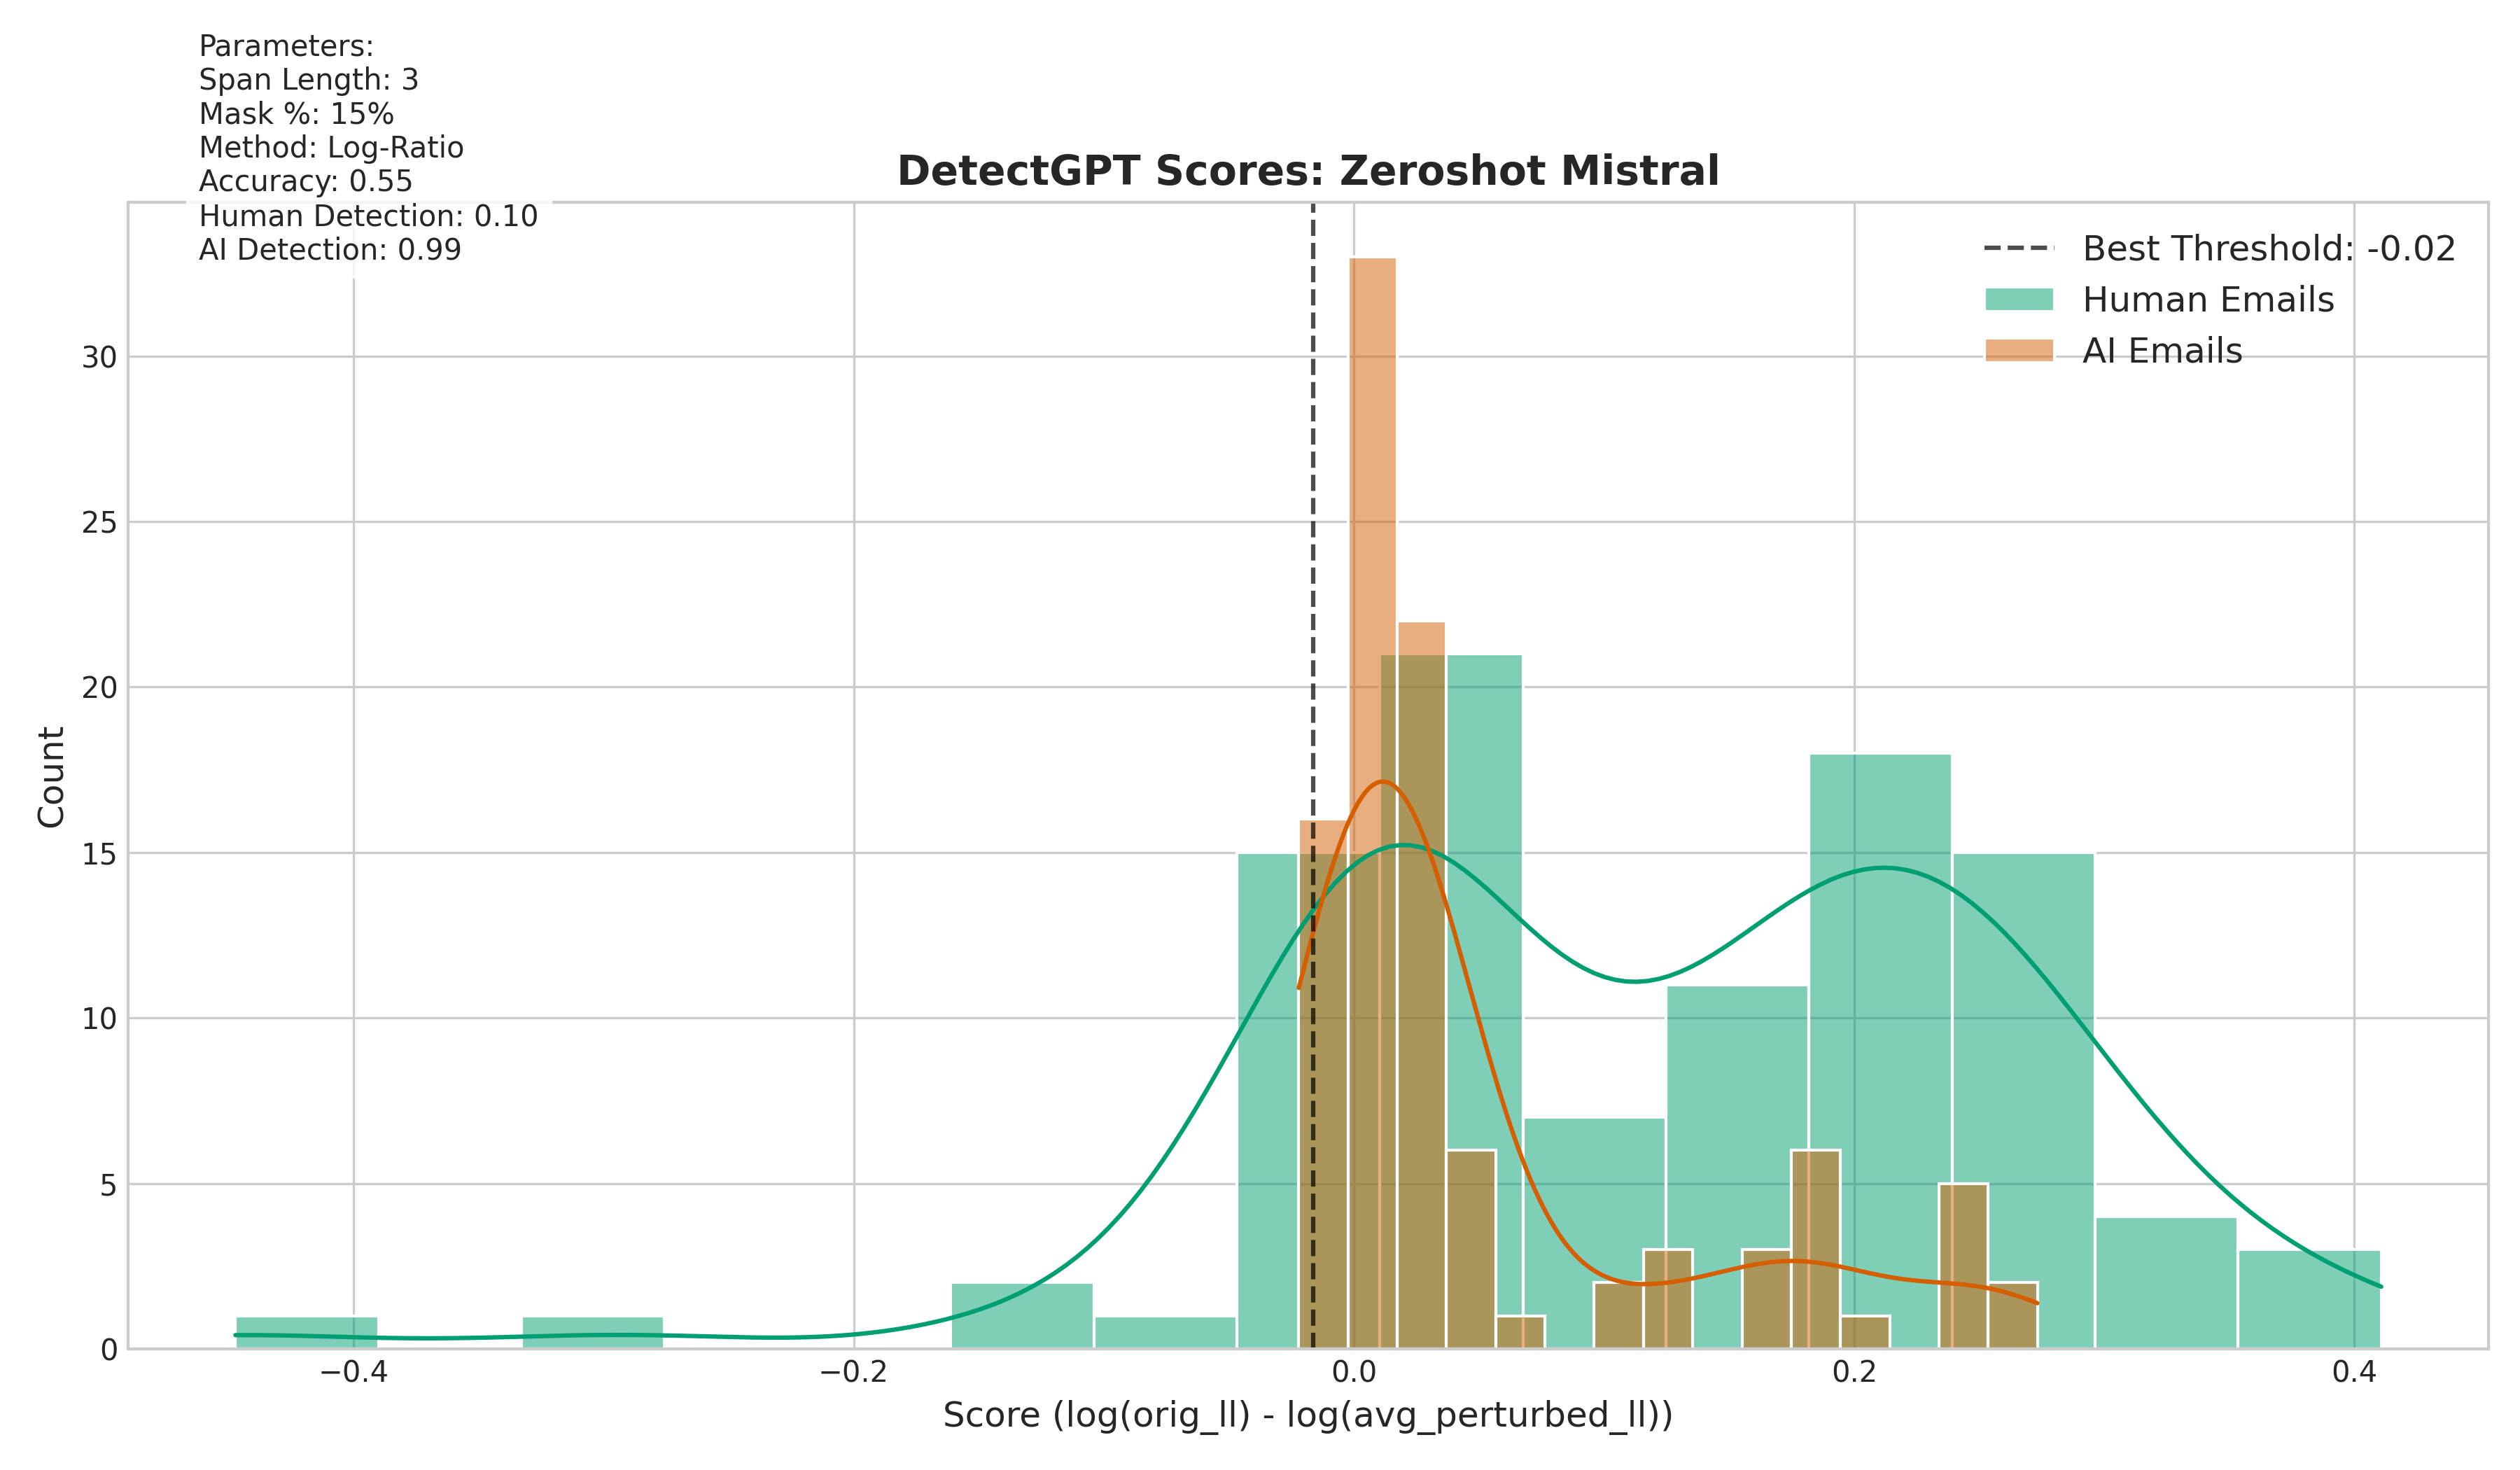 Parameters:
Span Length: 3
Mask %: 15%
Method: Log-Ratio
Accuracy: 0.55
Human Detection: 0.10
AI Detection: 0.99
DetectGPT Scores: Zeroshot Mistral
Best Threshold: -0.02
Human Emails
AI Emails
Count
30
25
20
15
10
5
0
−0.4
−0.2
0.0
0.2
0.4
Score (log(orig_ll) - log(avg_perturbed_ll))